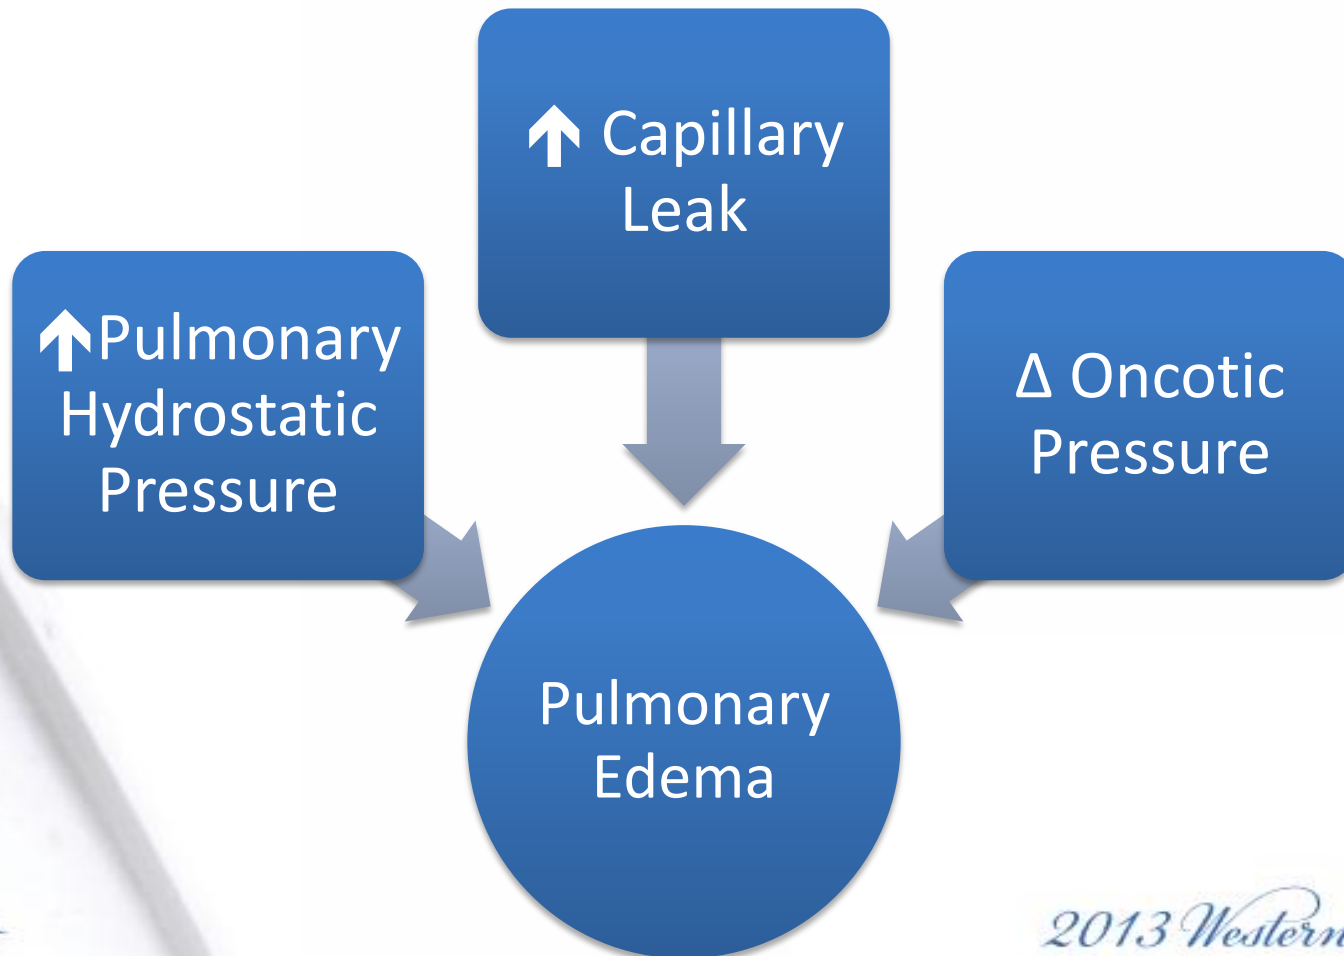 ↑ Capillary
Leak
↑Pulmonary
Hydrostatic
Pressure
Δ Oncotic
Pressure
Pulmonary
Edema
2013 Western